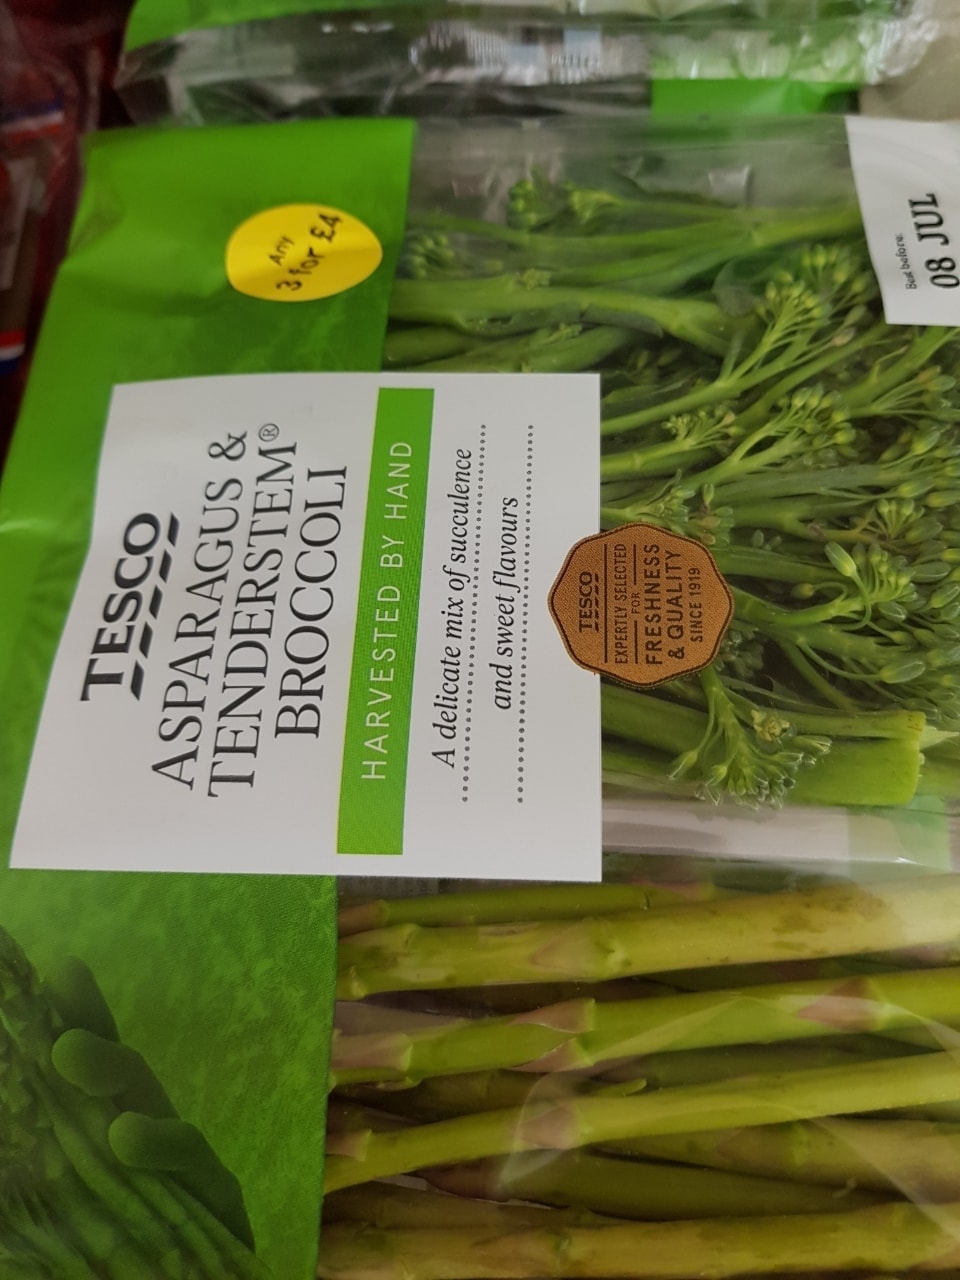 TESCO
ASPARAGUS &
TENDERSTEM®
BROCCOLI
HARVESTED BY HAND
A delicate mix of succulence
and sweet flavours
TESCO
EXPERTLY SELECTED
FOR
FRESHNESS
& QUALITY
SINCE 1919
Any
3 for £4
Best before:
08 JUL